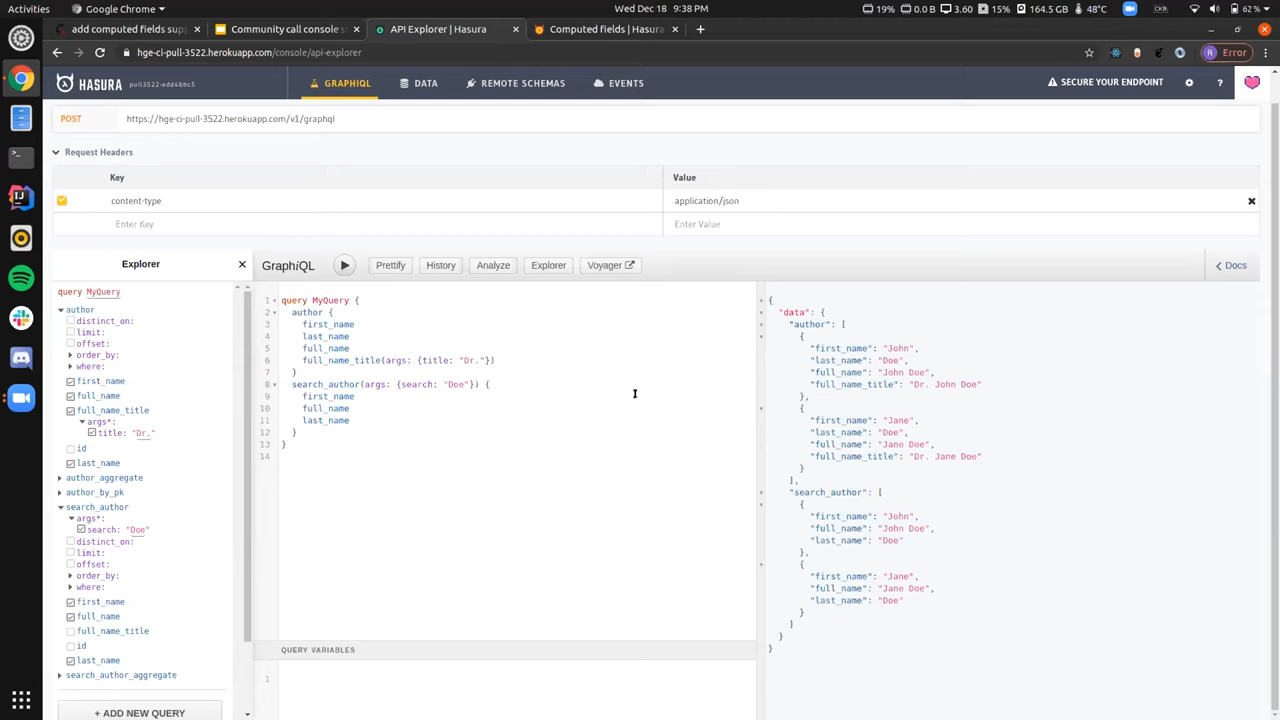 Activities Google Chrome Wed Dec 18 9:38 PM 19% 0.0 B 3.60 15% 164.5 GB 48°C CKB 62 %
add computed fields sup Community call console s API Explorer | Hasura Computed fields | Hasura
hge-ci-pull-3522.herokuapp.com/console/api-explorer R Error
HASURA pull3522-edd4bbc5 GRAPHIQL DATA REMOTE SCHEMAS EVENTS SECURE YOUR ENDPOINT ?
POST https://hge-ci-pull-3522.herokuapp.com/v1/graphql
Request Headers
Key Value
content-type application/json
Enter Key Enter Value
Explorer GraphiQL Prettify History Analyze Explorer Voyager Docs
query MyQuery
author
distinct_on:
limit:
offset:
order_by:
where:
first_name
full_name
full_name_title
args*:
title: "Dr."
id
last_name
author_aggregate
author_by_pk
search_author
args*:
search: "Doe"
distinct_on:
limit:
offset:
order_by:
where:
first_name
full_name
full_name_title
id
last_name
search_author_aggregate
+ ADD NEW QUERY
1 query MyQuery {
2 author {
3 first_name
4 last_name
5 full_name
6 full_name_title(args: {title: "Dr."})
7 }
8 search_author(args: {search: "Doe"}) {
9 first_name
10 full_name
11 last_name
12 }
13 }
14
QUERY VARIABLES
1
{
"data": {
"author": [
{
"first_name": "John",
"last_name": "Doe",
"full_name": "John Doe",
"full_name_title": "Dr. John Doe"
},
{
"first_name": "Jane",
"last_name": "Doe",
"full_name": "Jane Doe",
"full_name_title": "Dr. Jane Doe"
}
],
"search_author": [
{
"first_name": "John",
"full_name": "John Doe",
"last_name": "Doe"
},
{
"first_name": "Jane",
"full_name": "Jane Doe",
"last_name": "Doe"
}
]
}
}